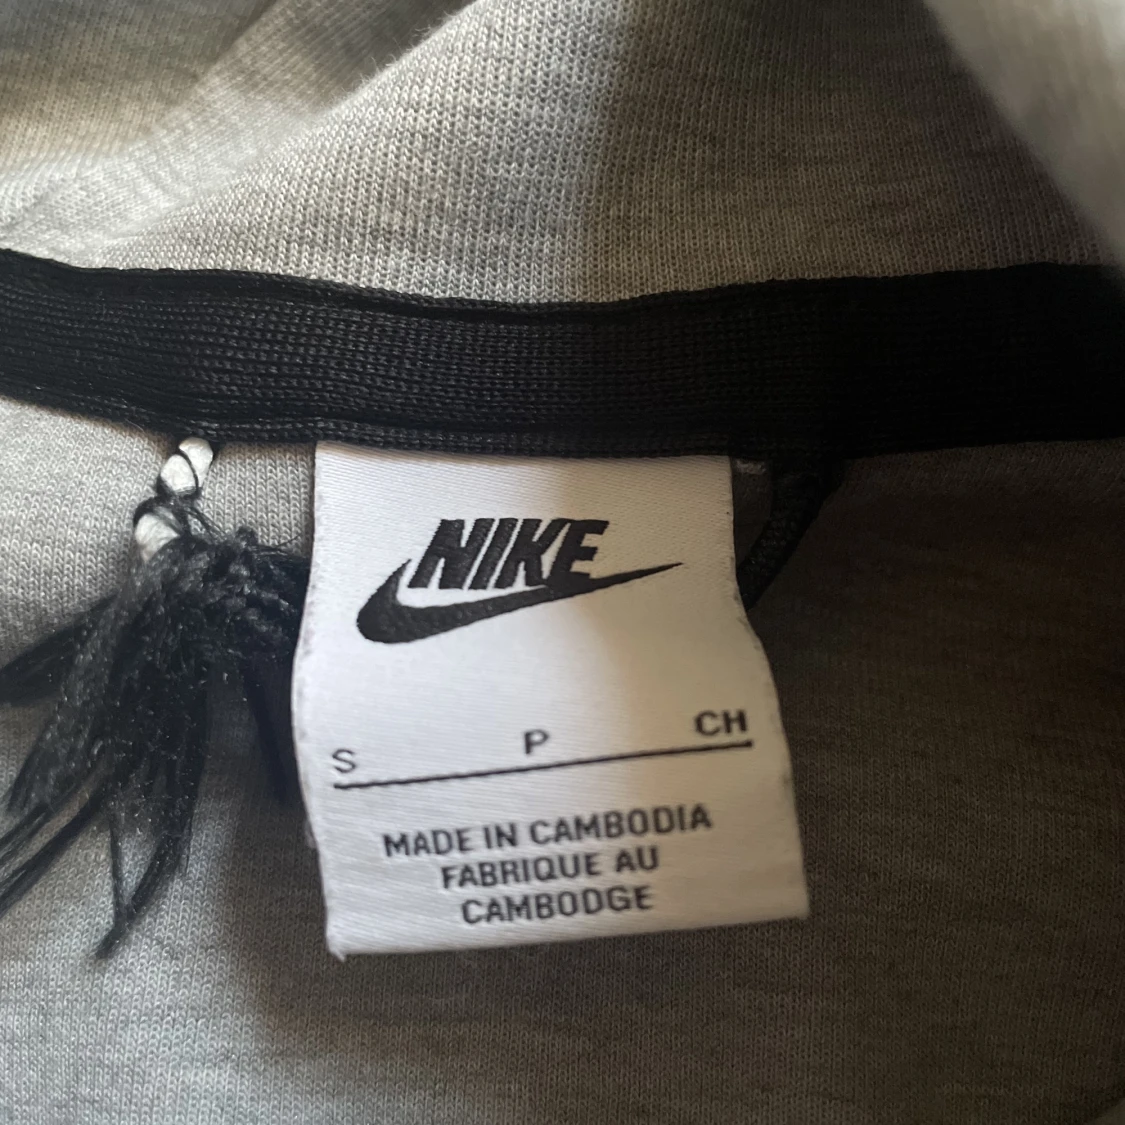 NIKE
S P CH
MADE IN CAMBODIA
FABRIQUE AU
CAMBODGE